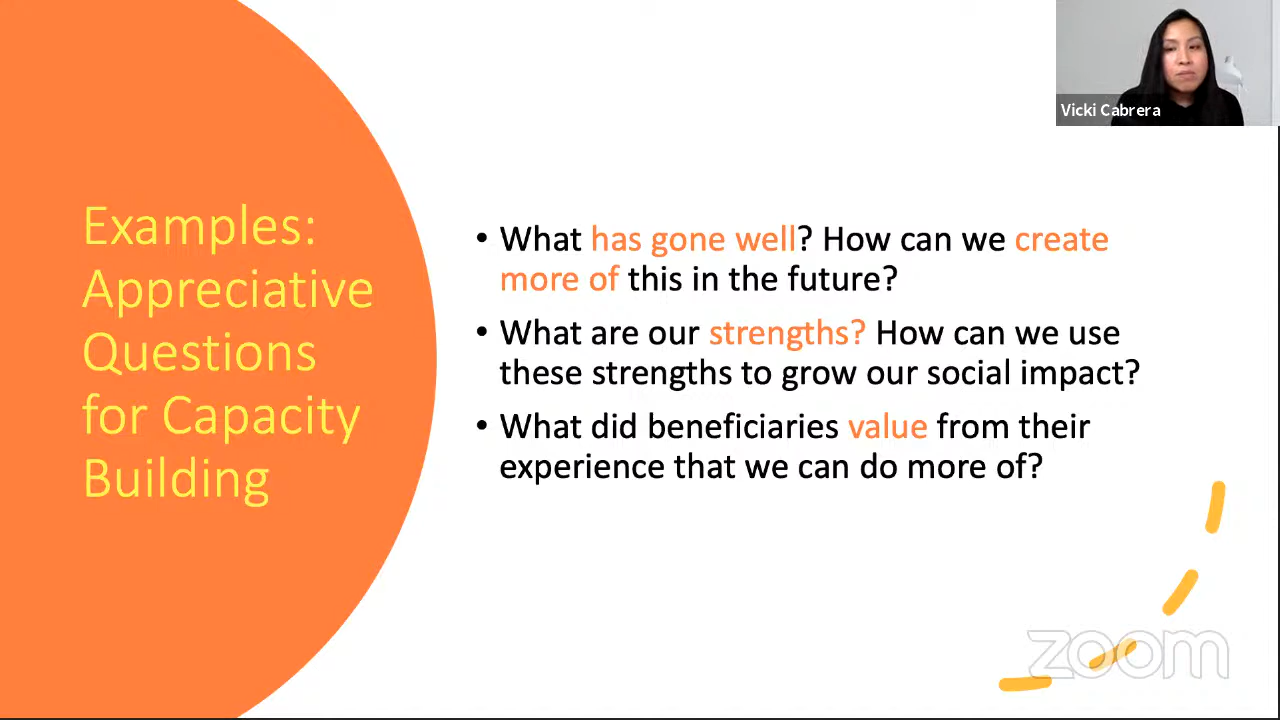 Vicki Cabrera
Examples:
Appreciative
Questions
for Capacity
Building
• What has gone well? How can we create
more of this in the future?
• What are our strengths? How can we use
these strengths to grow our social impact?
• What did beneficiaries value from their
experience that we can do more of?
zoom